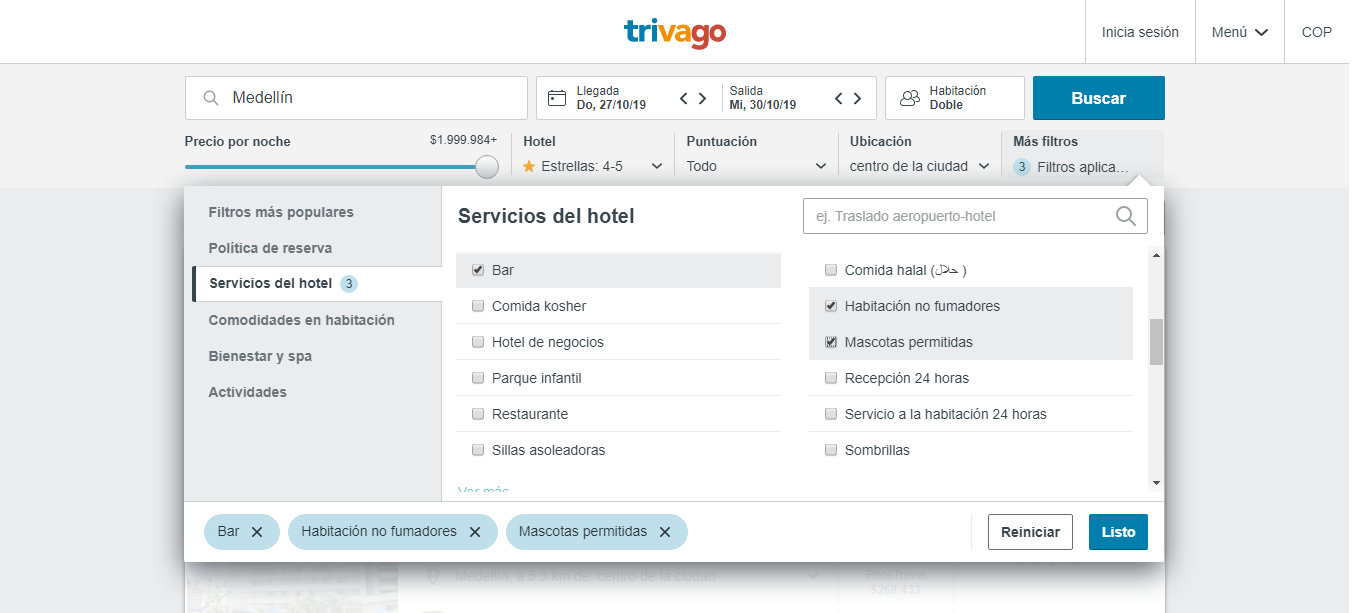 trivago
Inicia sesión
Menú
COP
Medellín
Llegada
Do, 27/10/19
Salida
Mi, 30/10/19
Habitación
Doble
Buscar
Precio por noche
$1.999.984+
Hotel
Estrellas: 4-5
Puntuación
Todo
Ubicación
centro de la ciudad
Más filtros
3 Filtros aplica...
Filtros más populares
Política de reserva
Servicios del hotel 3
Comodidades en habitación
Bienestar y spa
Actividades
Servicios del hotel
ej. Traslado aeropuerto-hotel
Bar
Comida kosher
Hotel de negocios
Parque infantil
Restaurante
Sillas asoleadoras
Ver más
Comida halal (حلال )
Habitación no fumadores
Mascotas permitidas
Recepción 24 horas
Servicio a la habitación 24 horas
Sombrillas
Bar
Habitación no fumadores
Mascotas permitidas
Reiniciar
Listo
Medellín, a 5.5 km de: centro de la ciudad
PriceTravel
$268.433